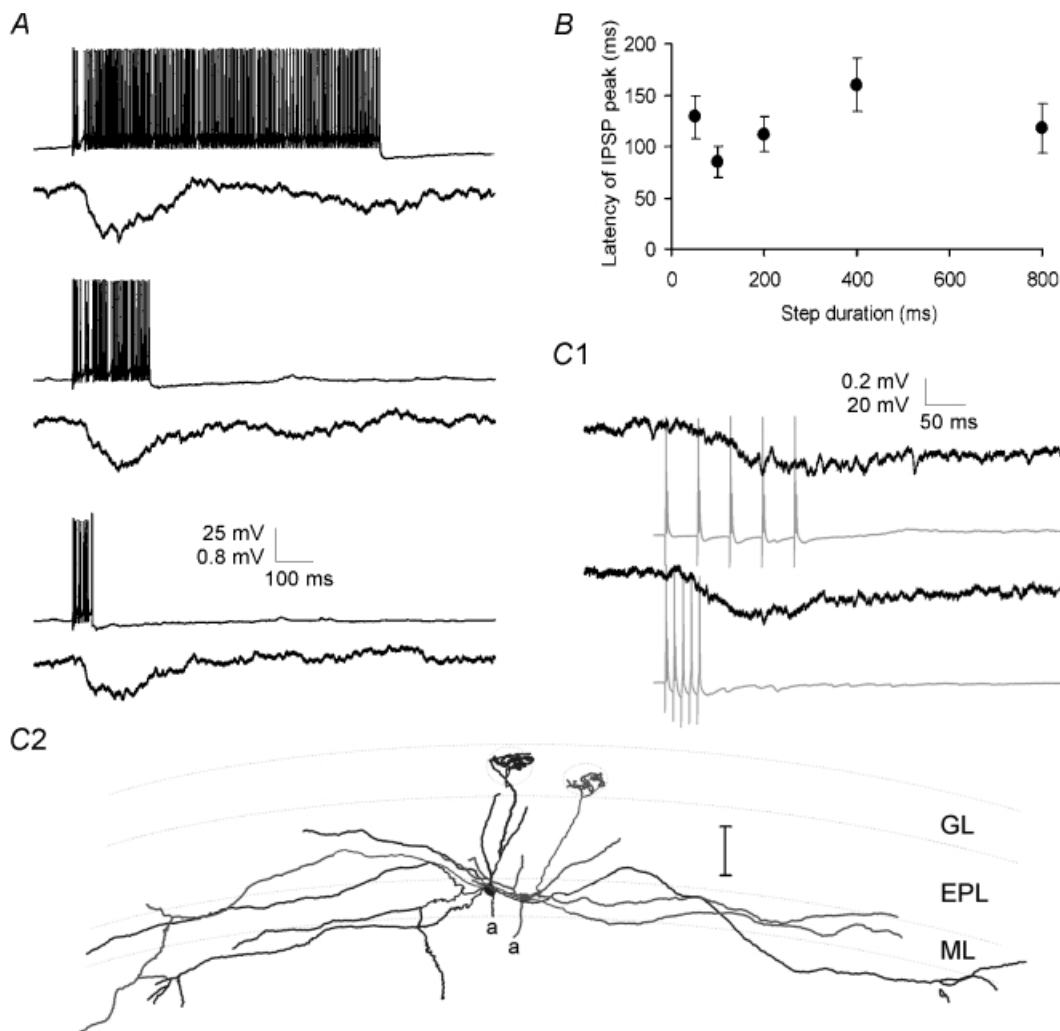 A
25 mV
0.8 mV
100 ms
B
Latency of IPSP peak (ms)
200
150
100
50
0
0 200 400 600 800
Step duration (ms)
C1
0.2 mV
20 mV
50 ms
C2
GL
EPL
ML
a
a